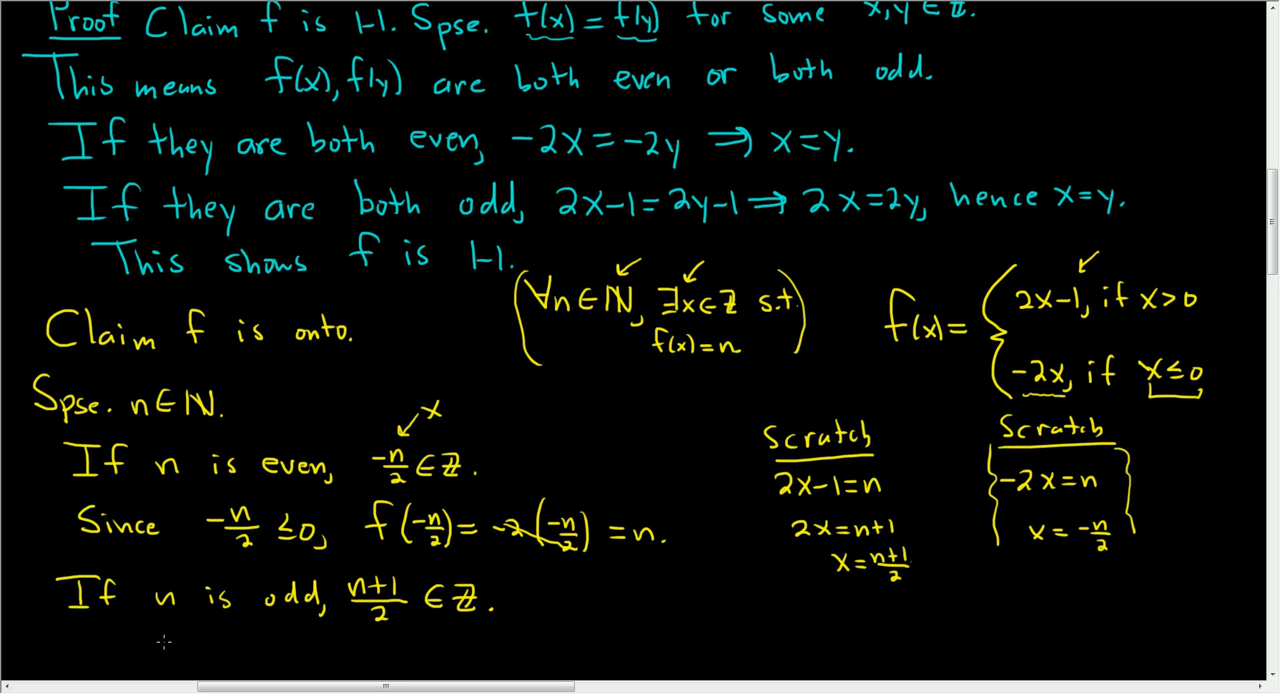 Proof Claim f is 1-1. Spse. f(x) = f(y) for some x, y ∈ ℤ.
This means f(x), f(y) are both even or both odd.
If they are both even, -2x = -2y ⇒ x = y.
If they are both odd, 2x-1 = 2y-1 ⇒ 2x = 2y, hence x = y.
This shows f is 1-1.
(∀n ∈ ℕ, ∃x ∈ ℤ s.t. f(x) = n)
f(x) = { 2x-1, if x > 0
-2x, if x ≤ 0
Claim f is onto.
Spse. n ∈ ℕ.
x
If n is even, -n/2 ∈ ℤ.
Since -n/2 ≤ 0, f(-n/2) = -2(-n/2) = n.
If n is odd, n+1/2 ∈ ℤ.
Scratch
2x-1 = n
2x = n+1
x = n+1/2
Scratch
-2x = n
x = -n/2